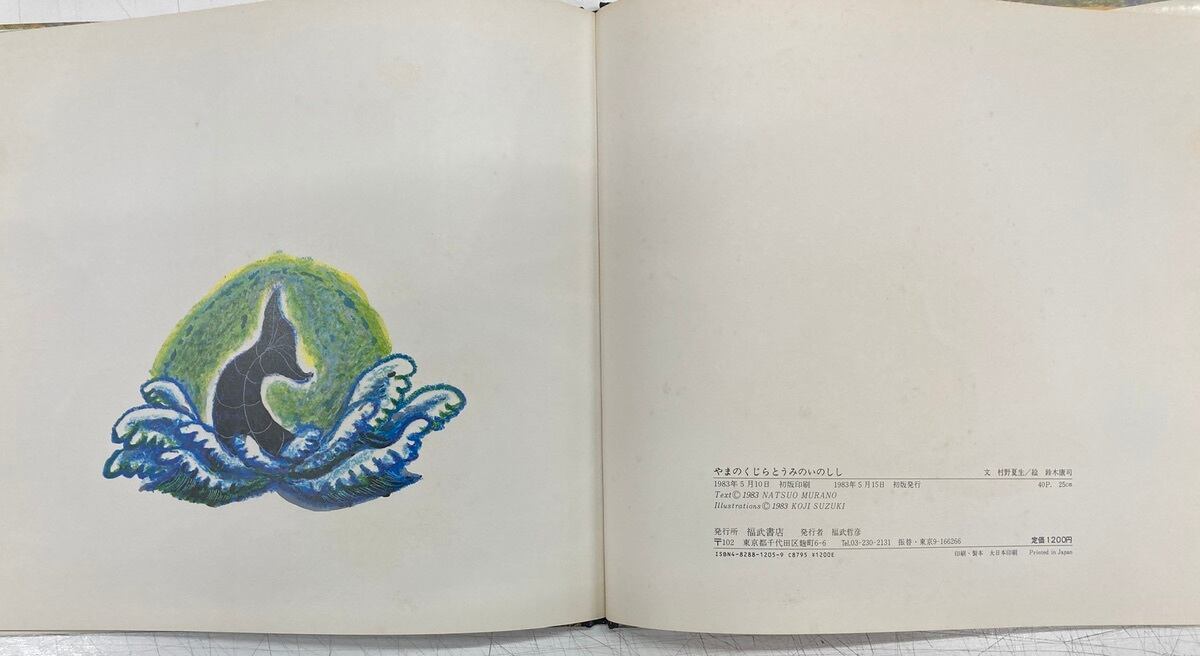 やまのくじらとうみのいのしし 文 村野夏生/絵 鈴木康司
1983年5月10日 初版印刷 1983年5月15日 初版発行 40P. 25cm
Text © 1983 NATSUO MURANO
Illustrations © 1983 KOJI SUZUKI
発行所 福武書店 発行者 福武哲彦
〒102 東京都千代田区麹町6-6 Tel.03-230-2131 振替・東京9-166266 定価1200円
ISBN4-8288-1205-9 C8795 ¥1200E 印刷、製本 大日本印刷 Printed in Japan